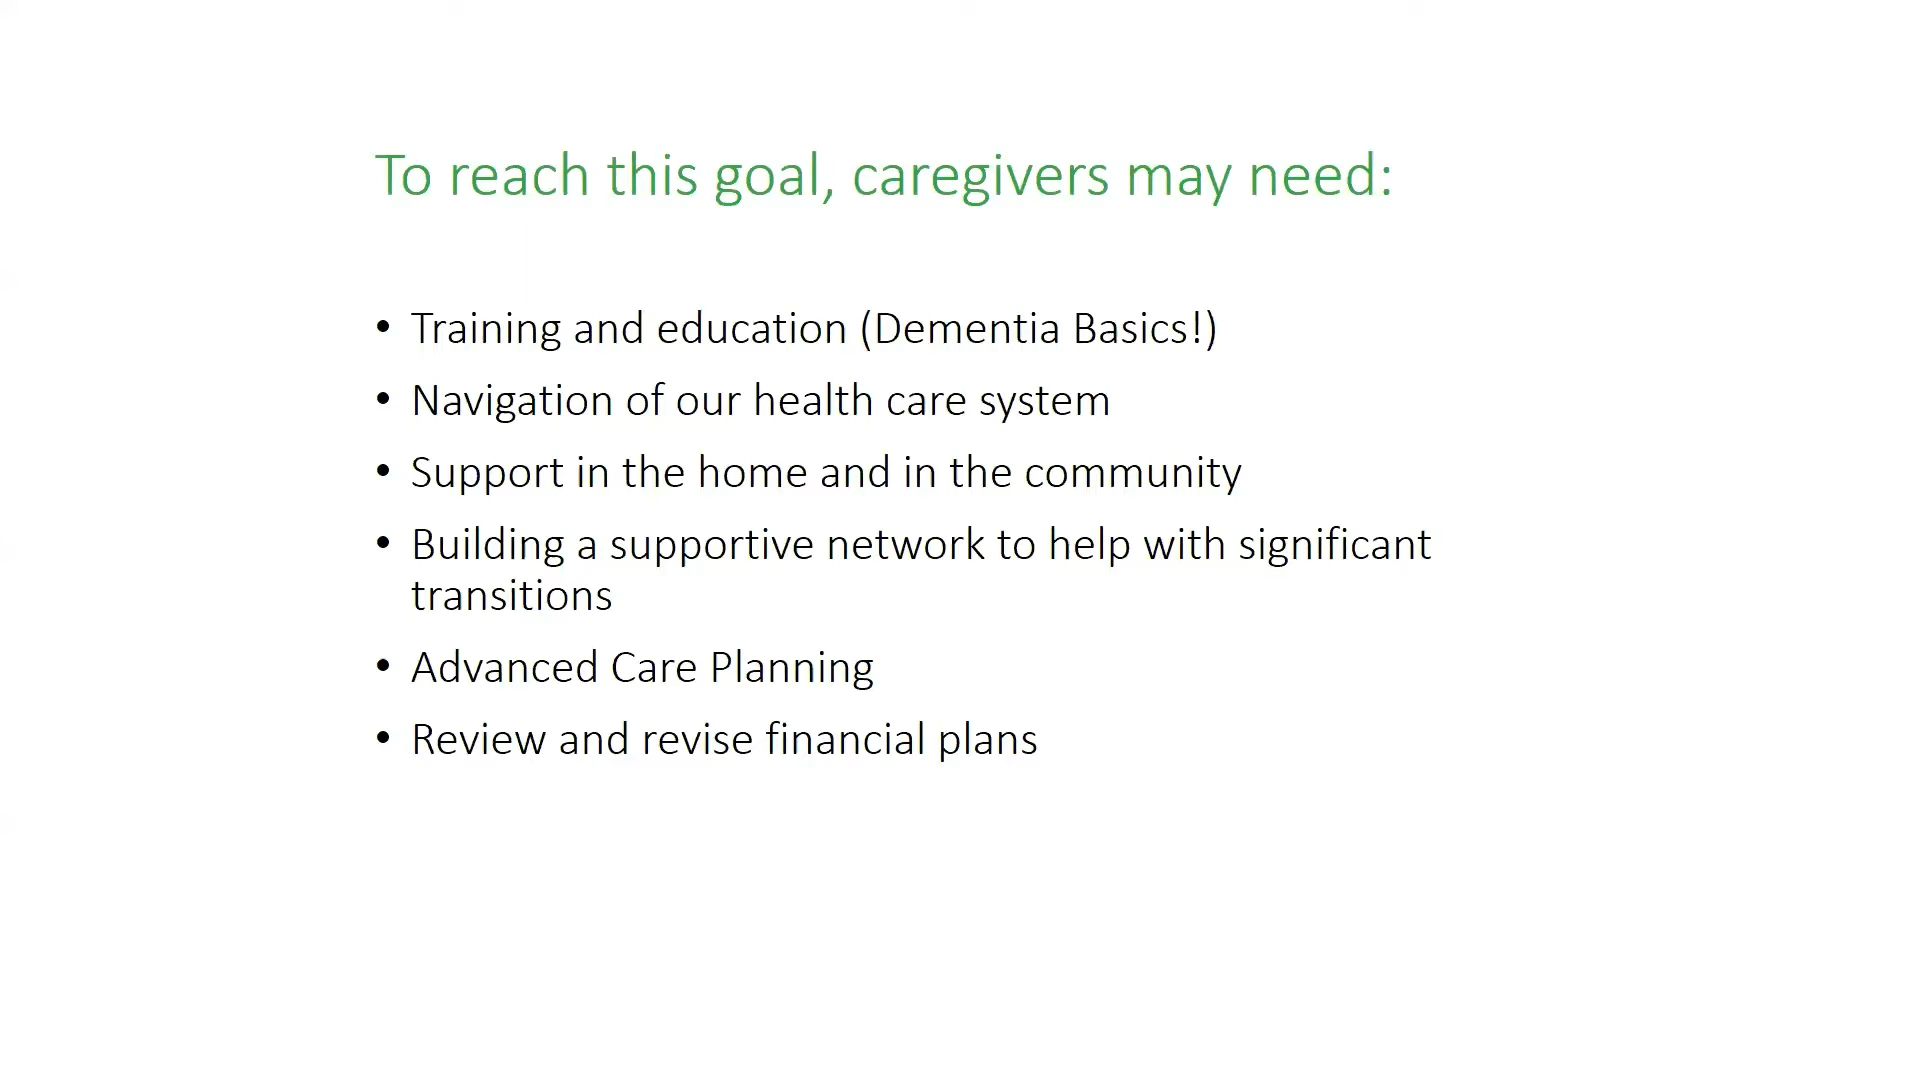 To reach this goal, caregivers may need:
• Training and education (Dementia Basics!)
• Navigation of our health care system
• Support in the home and in the community
• Building a supportive network to help with significant
transitions
• Advanced Care Planning
• Review and revise financial plans